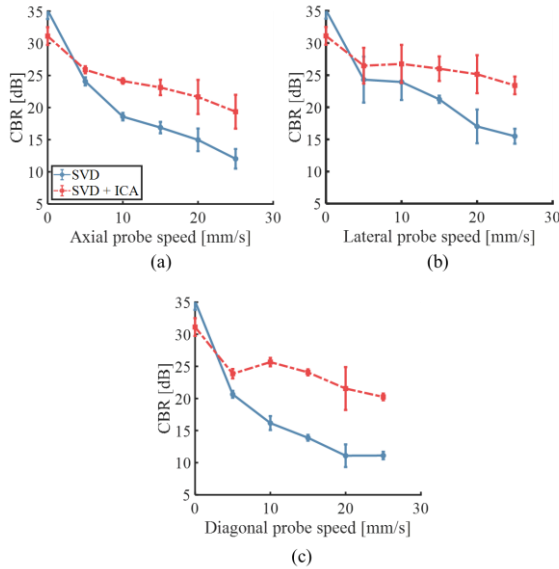 35
30
25
20
15
10
5
CBR [dB]
SVD
SVD + ICA
0 10 20 30
Axial probe speed [mm/s]
(a)
35
30
25
20
15
10
5
CBR [dB]
0 10 20 30
Lateral probe speed [mm/s]
(b)
35
30
25
20
15
10
5
CBR [dB]
0 10 20 30
Diagonal probe speed [mm/s]
(c)